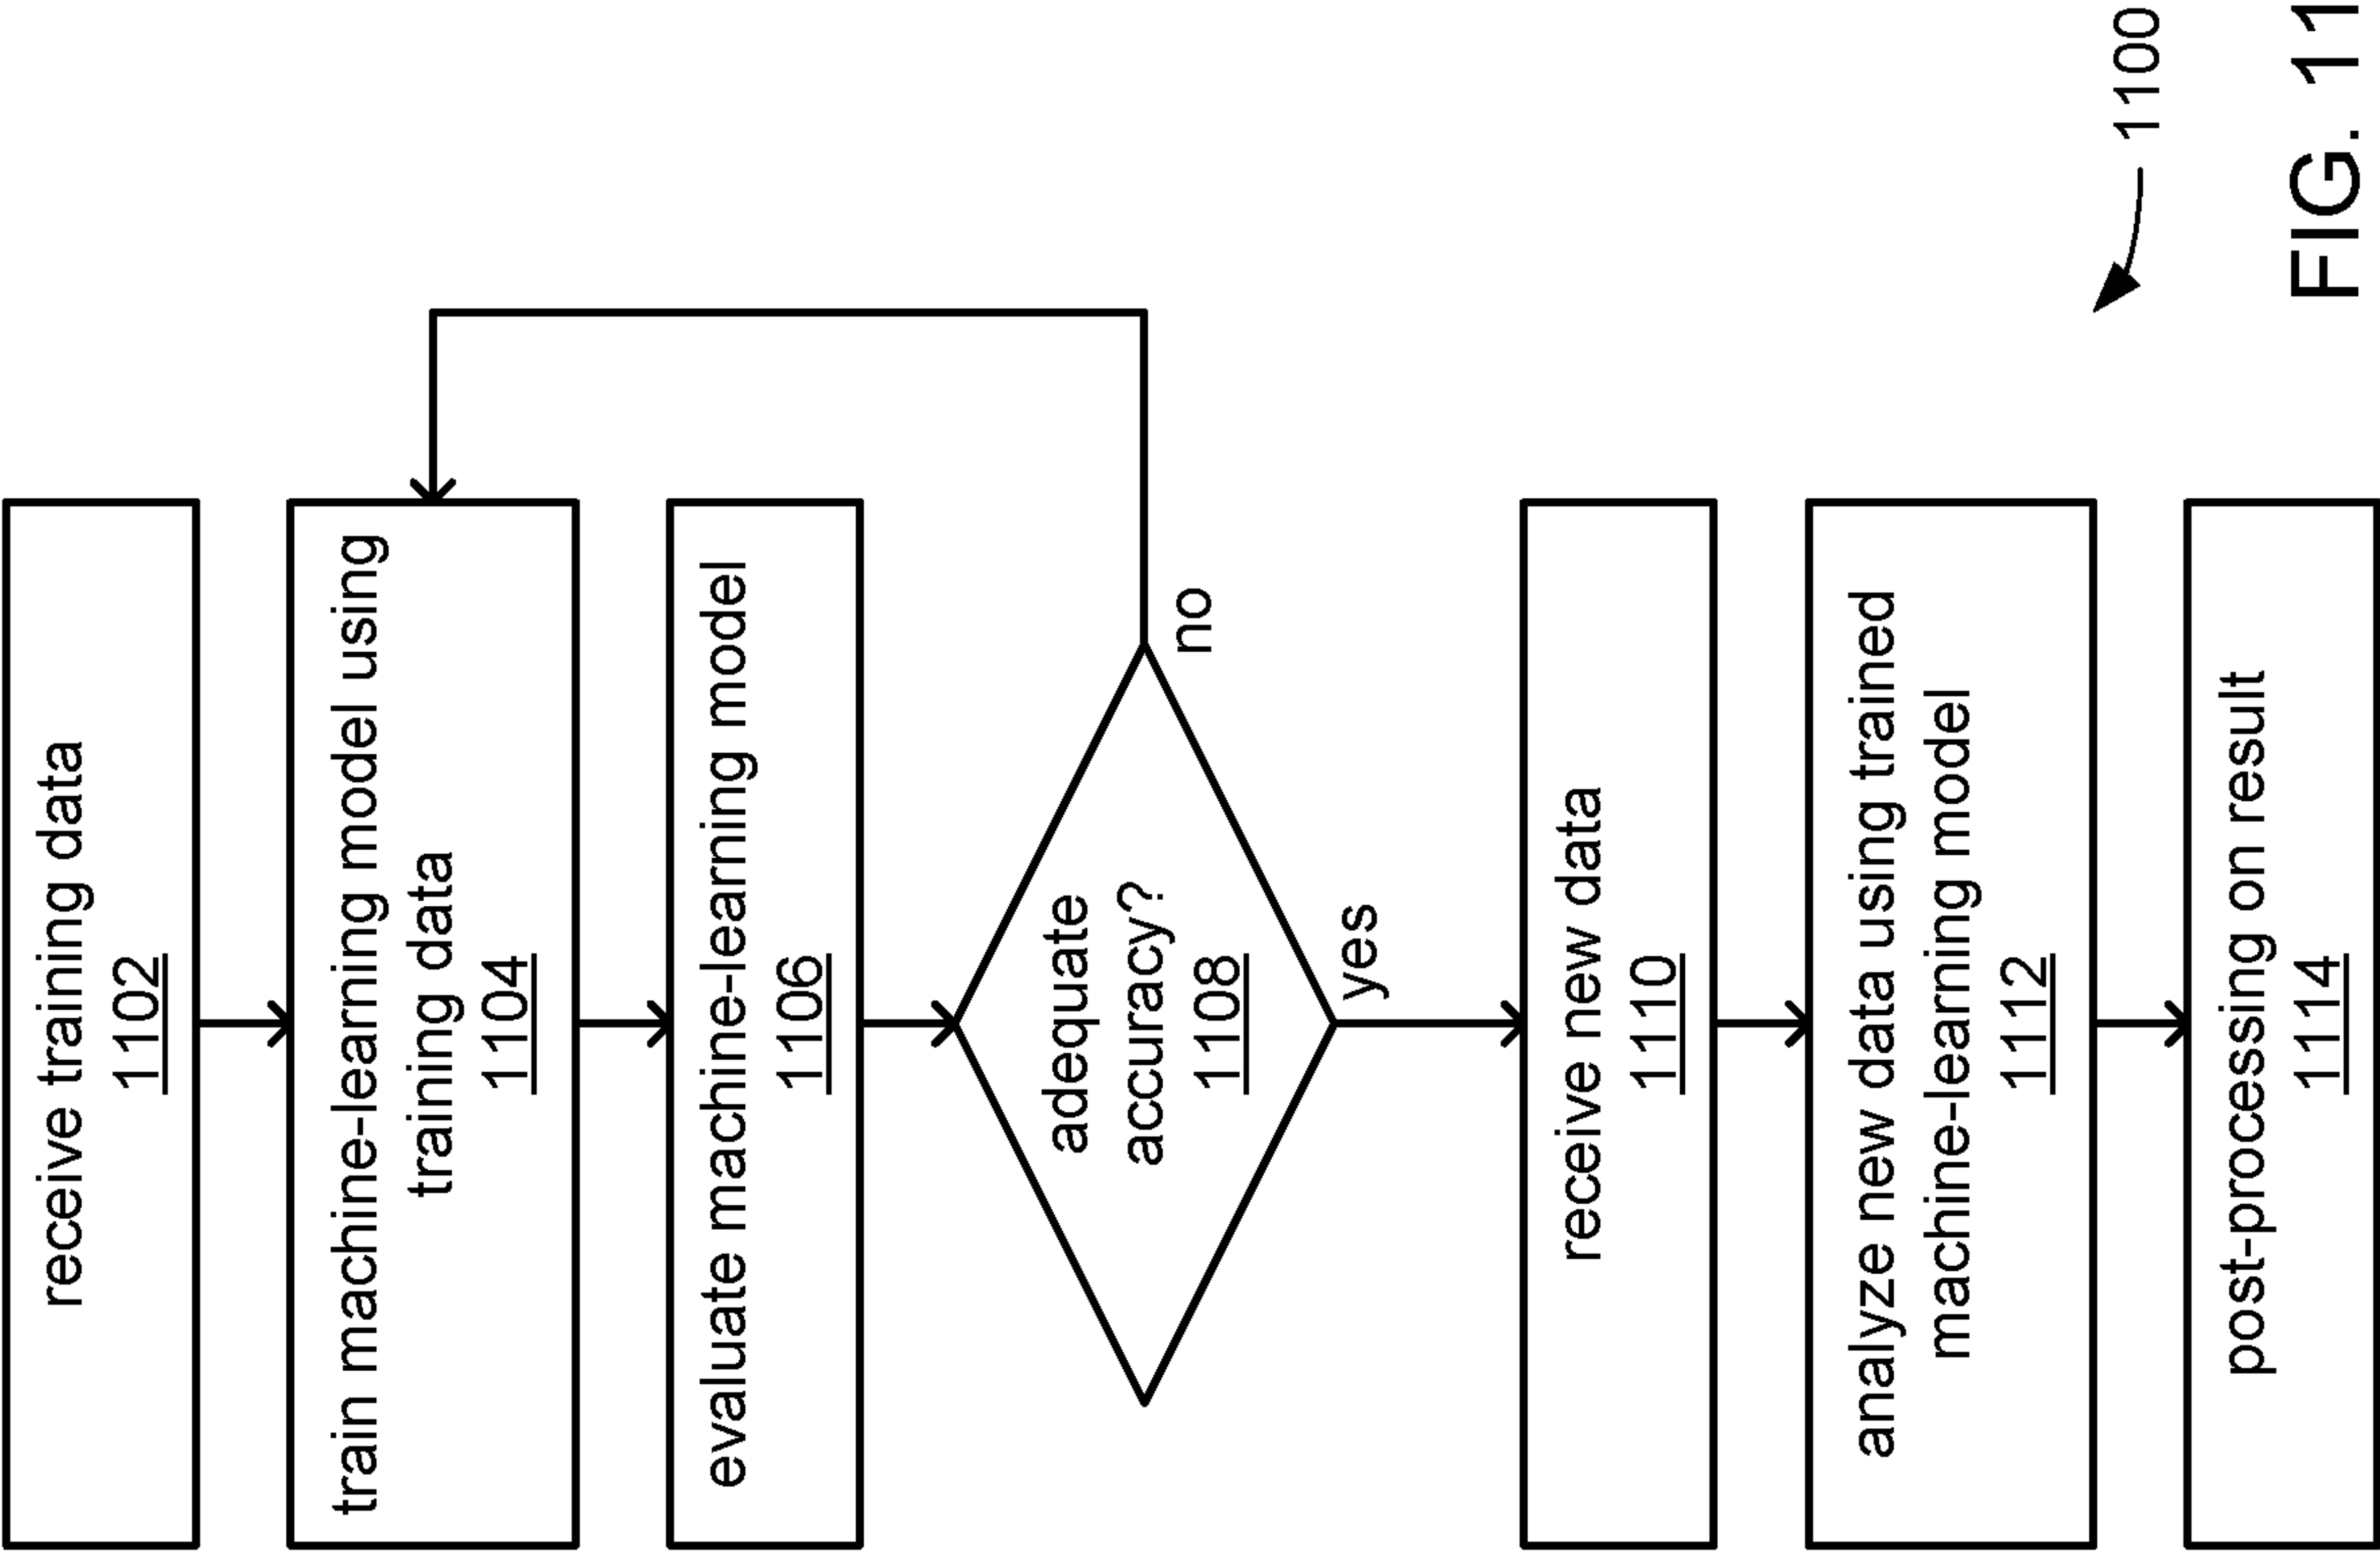 receive training data
1102
train machine-learning model using
training data
1104
evaluate machine-learning model
1106
adequate
accuracy?
1108
no
yes
receive new data
1110
analyze new data using trained
machine-learning model
1112
post-processing on result
1114
1100
FIG. 11